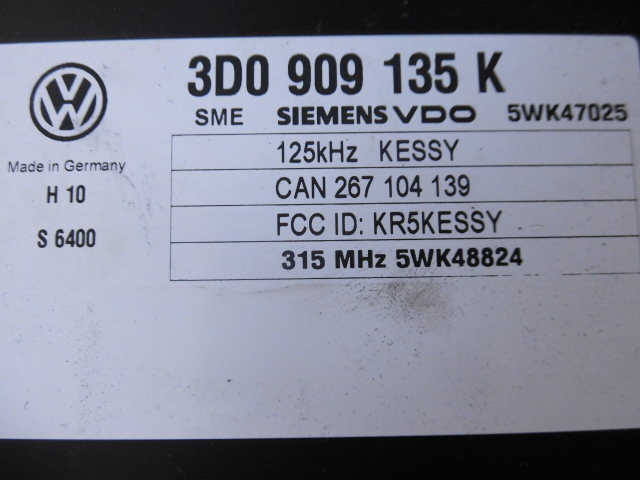 3D0 909 135 K
SME SIEMENS VDO 5WK47025
125kHz KESSY
Made in Germany
CAN 267 104 139
H 10
FCC ID: KR5KESSY
S 6400
315 MHz 5WK48824